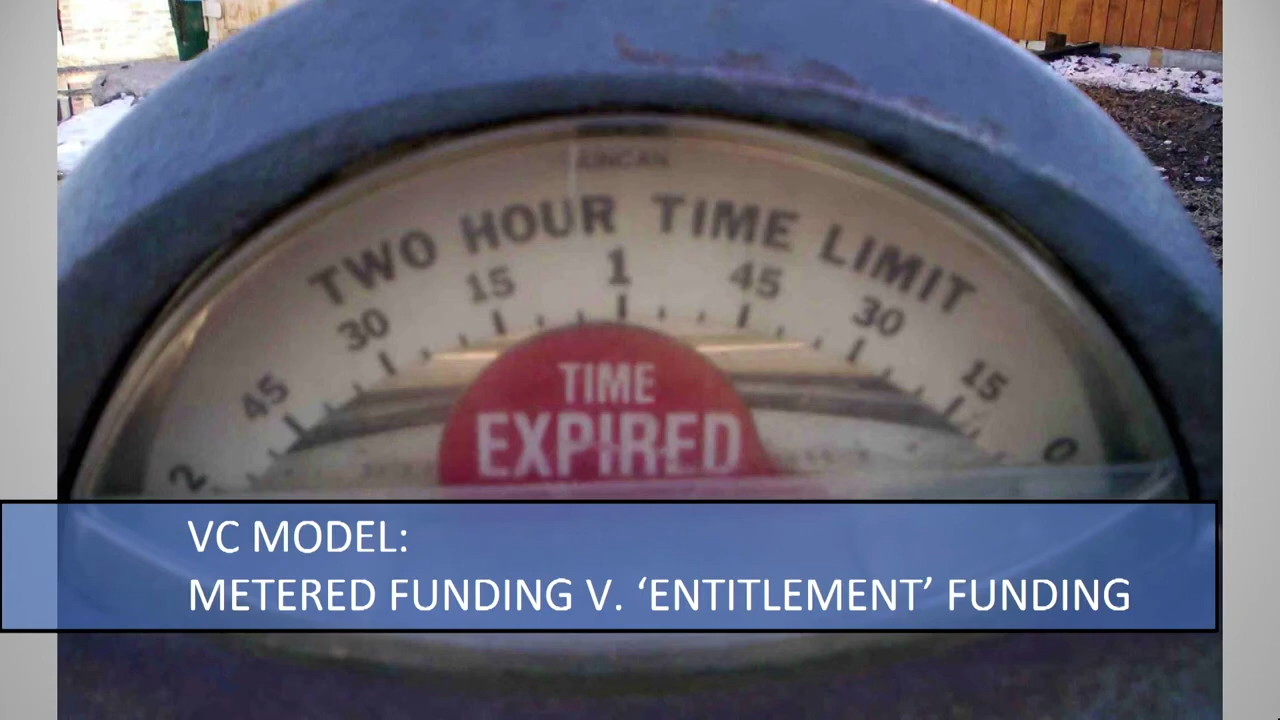 DUNCAN
TWO HOUR TIME LIMIT
2 45 30 15 1 45 30 15 0
TIME
EXPIRED
VC MODEL:
METERED FUNDING V. ‘ENTITLEMENT’ FUNDING